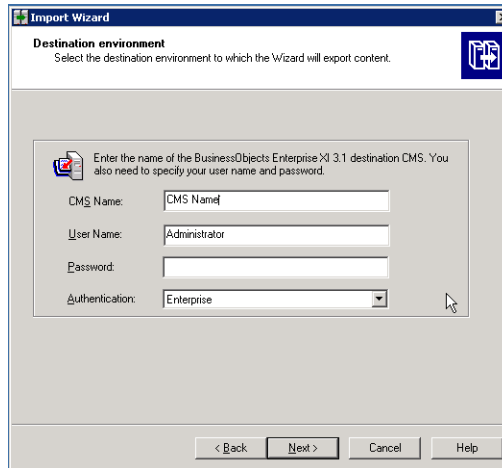 Import Wizard
Destination environment
Select the destination environment to which the Wizard will export content.
Enter the name of the BusinessObjects Enterprise XI 3.1 destination CMS. You
also need to specify your user name and password.
CMS Name:
CMS Name
User Name:
Administrator
Password:
Authentication:
Enterprise
< Back
Next >
Cancel
Help